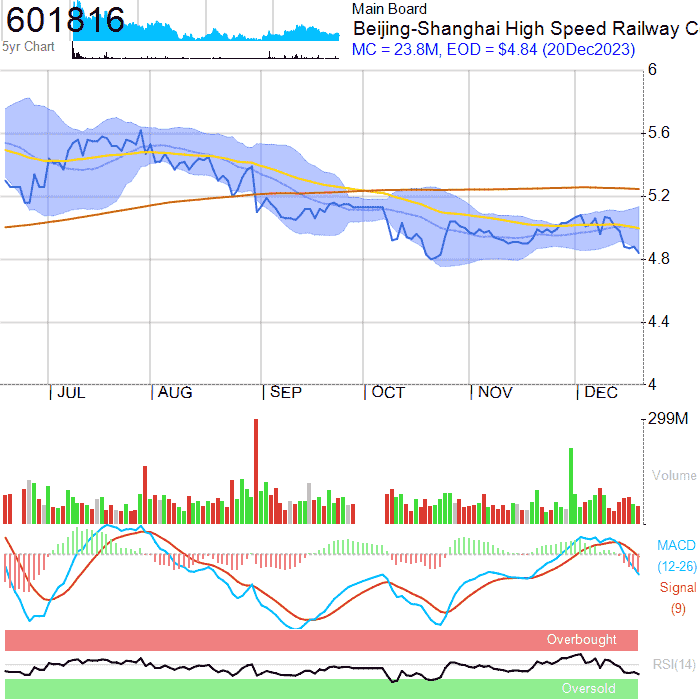 601816
5yr Chart
Main Board
Beijing-Shanghai High Speed Railway C
MC = 23.8M, EOD = $4.84 (20Dec2023)
6
5.6
5.2
4.8
4.4
4
JUL AUG SEP OCT NOV DEC
299M
Volume
MACD
(12-26)
Signal
(9)
Overbought
RSI(14)
Oversold